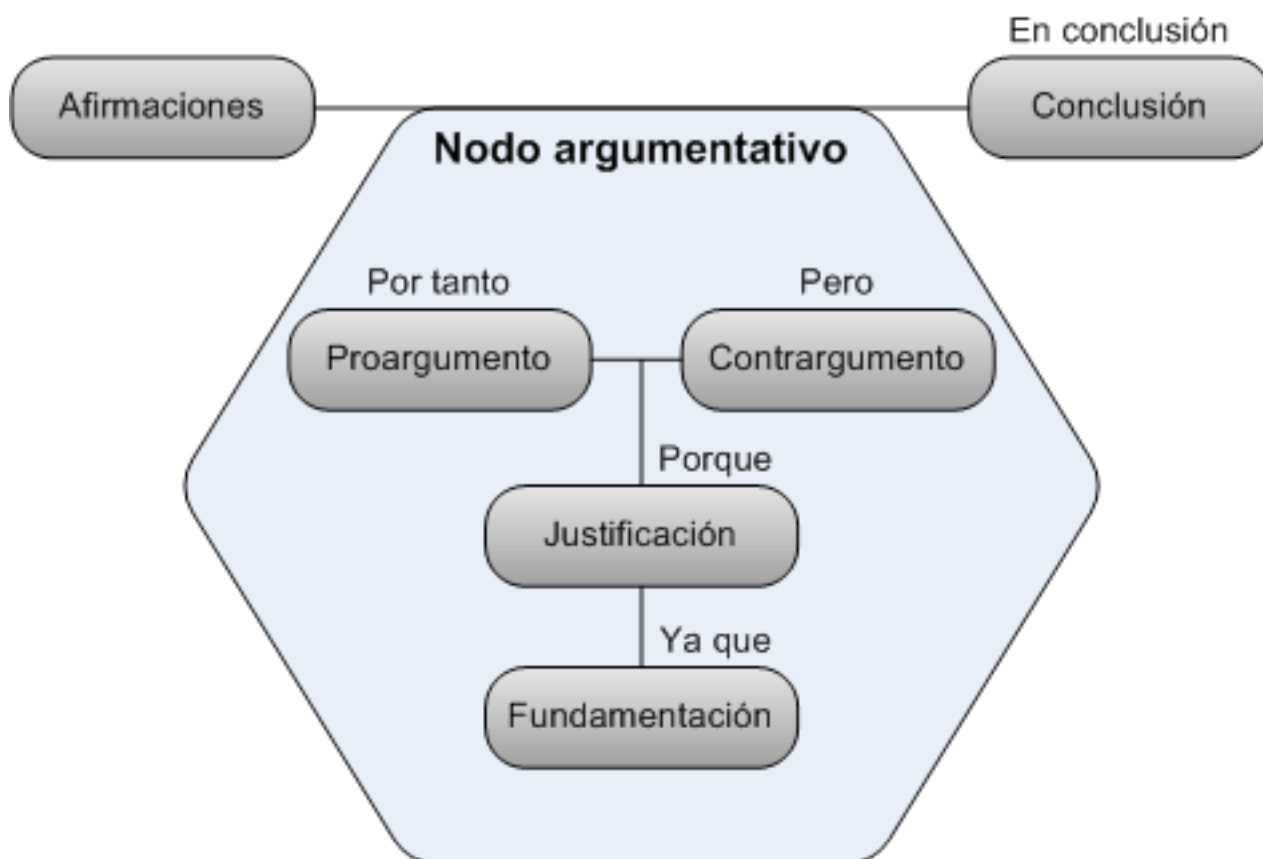 En conclusión
Afirmaciones
Conclusión
Nodo argumentativo
Por tanto
Pero
Proargumento
Contrargumento
Porque
Justificación
Ya que
Fundamentación